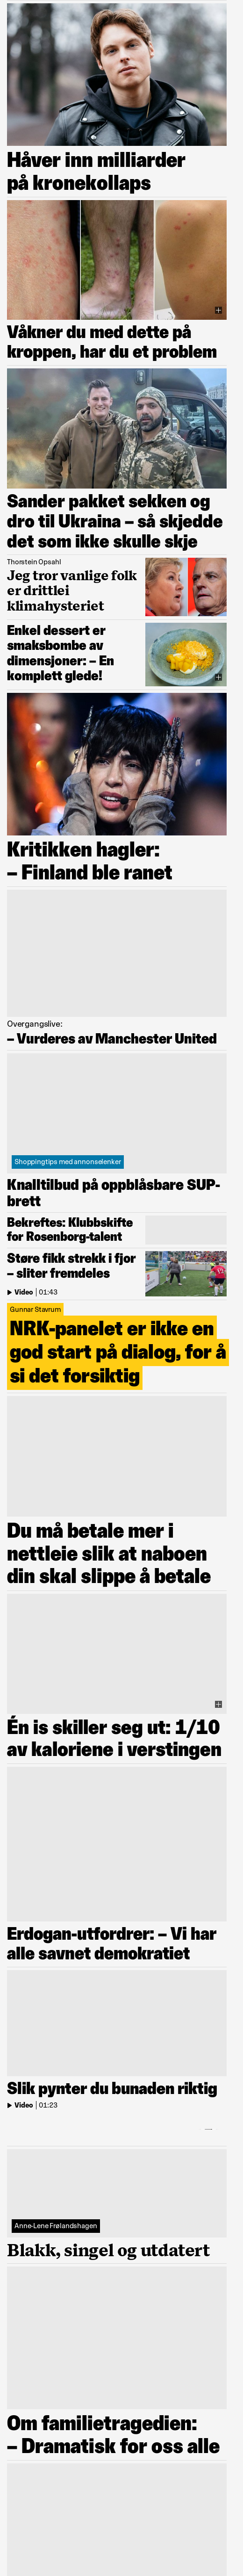 Håver inn milliarder
på kronekollaps
Våkner du med dette på
kroppen, har du et problem
Sander pakket sekken og
dro til Ukraina – så skjedde
det som ikke skulle skje
Thorstein Opsahl
Jeg tror vanlige folk
er drittlei
klimahysteriet
Enkel dessert er
smaksbombe av
dimensjoner: – En
komplett glede!
Kritikken hagler:
– Finland ble ranet
Overgangslive:
– Vurderes av Manchester United
Shoppingtips med annonselenker
Knalltilbud på oppblåsbare SUP-
brett
Bekreftes: Klubbskifte
for Rosenborg-talent
Støre fikk strekk i fjor
– sliter fremdeles
Video | 01:43
Gunnar Stavrum
NRK-panelet er ikke en
god start på dialog, for å
si det forsiktig
Du må betale mer i
nettleie slik at naboen
din skal slippe å betale
Én is skiller seg ut: 1/10
av kaloriene i verstingen
Erdogan-utfordrer: – Vi har
alle savnet demokratiet
Slik pynter du bunaden riktig
Video | 01:23
Anne-Lene Frølandshagen
Blakk, singel og utdatert
Om familietragedien:
– Dramatisk for oss alle